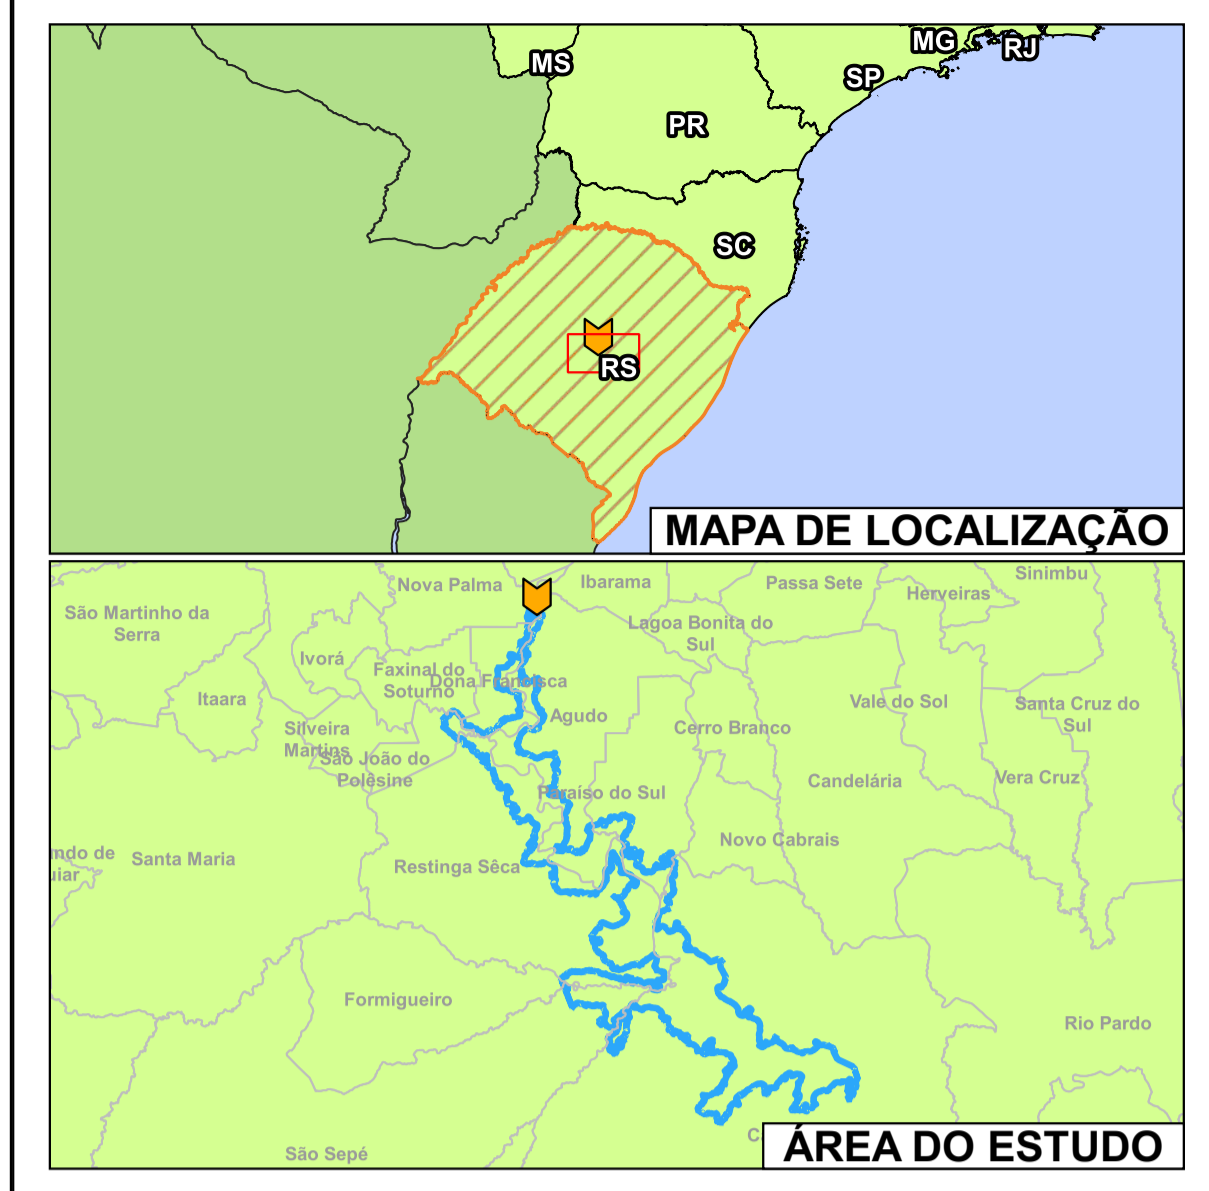 MG
RJ
MS
SP
PR
SC
RS
MAPA DE LOCALIZAÇÃO
Nova Palma
Ibarama
Passa Sete
Sinimbu
Herveiras
São Martinho da
Serra
Lagoa Bonita do
Sul
Ivorá
Faxinal do
Soturno
Dona Francisca
Itaara
Agudo
Vale do Sol
Santa Cruz do
Sul
Silveira
Martins
Cerro Branco
São João do
Polêsine
Candelária
Vera Cruz
Paraíso do Sul
Novo Cabrais
ndo de
uiar
Santa Maria
Restinga Sêca
Formigueiro
Rio Pardo
São Sepé
C
ÁREA DO ESTUDO